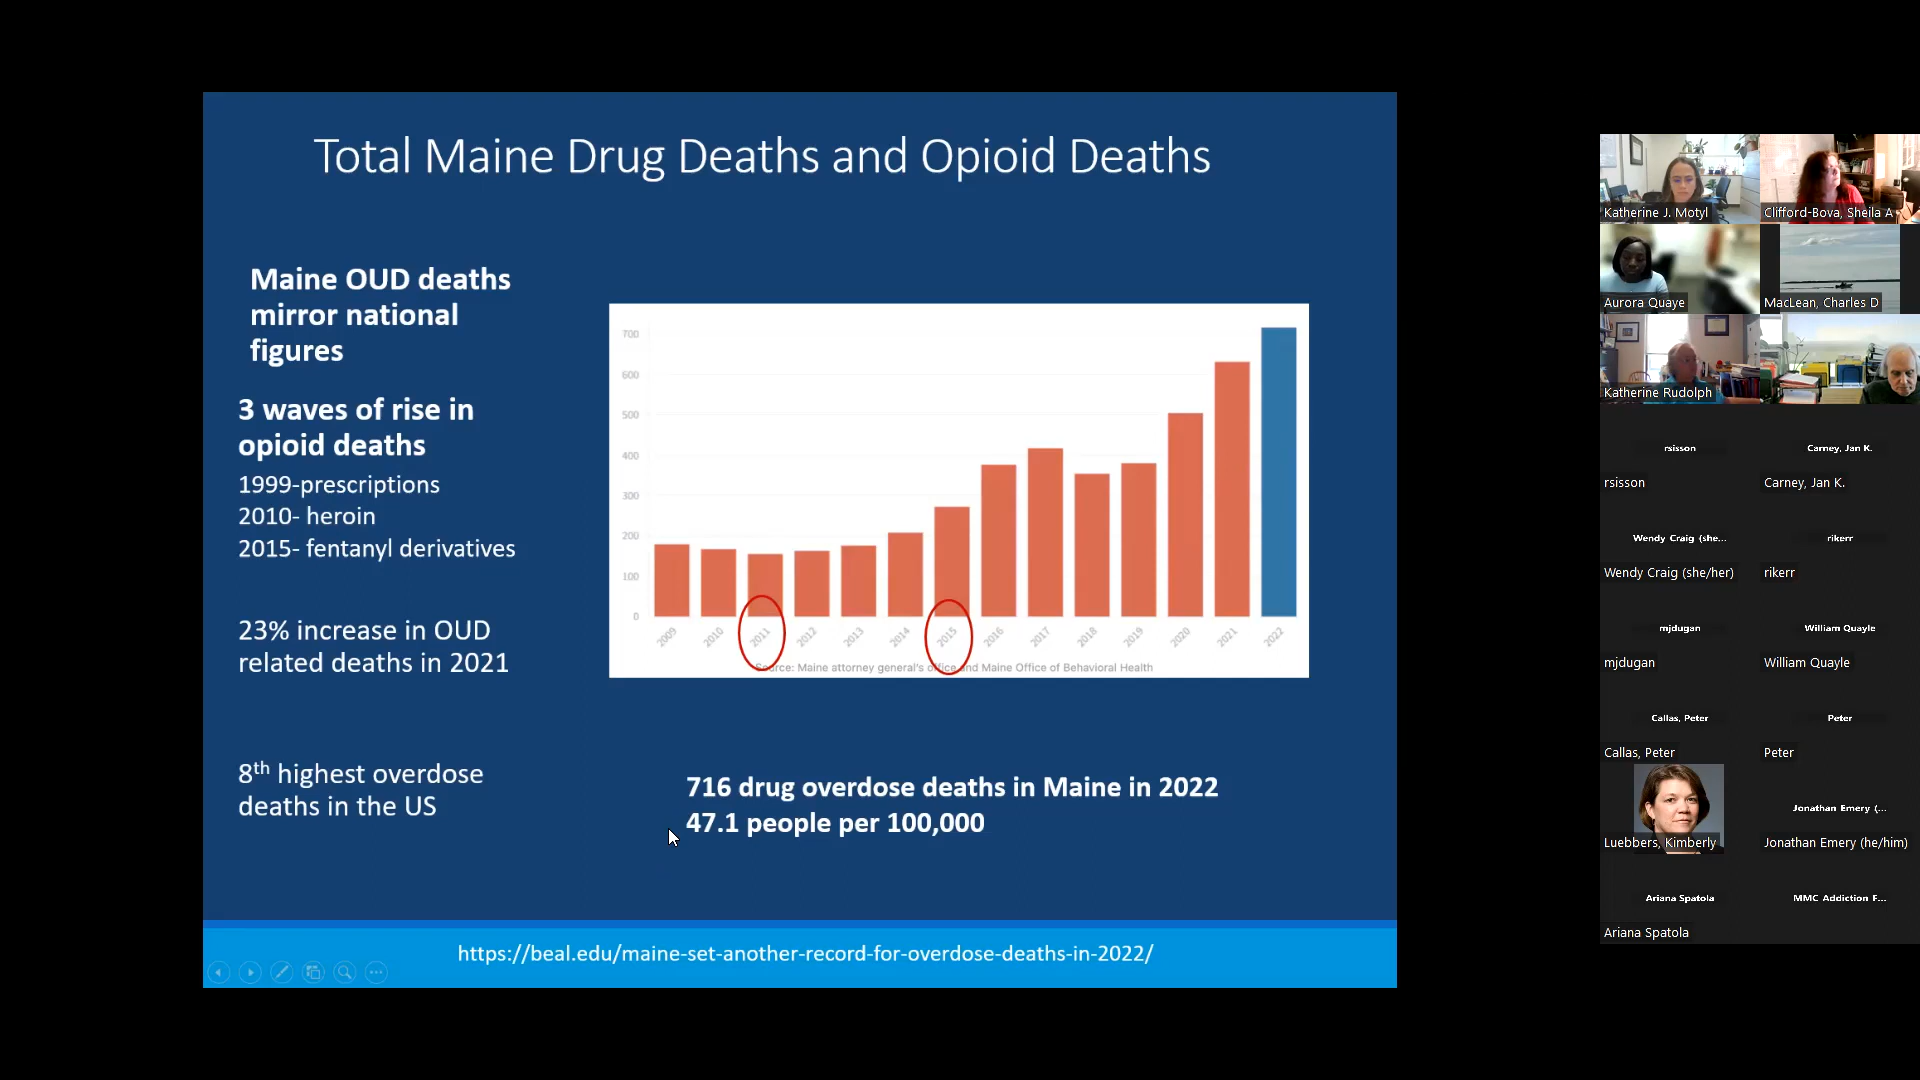 Total Maine Drug Deaths and Opioid Deaths
Maine OUD deaths
mirror national
figures
3 waves of rise in
opioid deaths
1999-prescriptions
2010- heroin
2015- fentanyl derivatives
23% increase in OUD
related deaths in 2021
8th highest overdose
deaths in the US
700
600
500
400
300
200
100
0
2009
2010
2011
2012
2013
2014
2015
2016
2017
2018
2019
2020
2021
2022
Source: Maine attorney general's office and Maine Office of Behavioral Health
716 drug overdose deaths in Maine in 2022
47.1 people per 100,000
https://beal.edu/maine-set-another-record-for-overdose-deaths-in-2022/
Katherine J. Motyl
Clifford-Bova, Sheila A
Aurora Quaye
MacLean, Charles D
Katherine Rudolph
rsisson
Carney, Jan K.
rsisson
Carney, Jan K.
Wendy Craig (she...
rikerr
Wendy Craig (she/her)
rikerr
mjdugan
William Quayle
mjdugan
William Quayle
Callas, Peter
Peter
Callas, Peter
Peter
Jonathan Emery (...
Luebbers, Kimberly
Jonathan Emery (he/him)
Ariana Spatola
MMC Addiction F...
Ariana Spatola